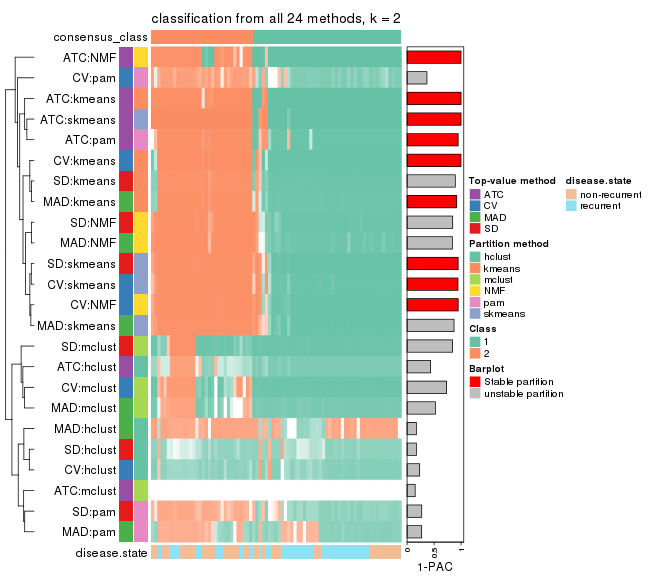 classification from all 24 methods, k = 2
consensus_class
ATC:NMF
CV:pam
ATC:kmeans
ATC:skmeans
ATC:pam
CV:kmeans
SD:kmeans
MAD:kmeans
SD:NMF
MAD:NMF
SD:skmeans
CV:skmeans
CV:NMF
MAD:skmeans
SD:mclust
ATC:hclust
CV:mclust
MAD:mclust
MAD:hclust
SD:hclust
CV:hclust
ATC:mclust
SD:pam
MAD:pam
disease.state
0 0.5 1
1-PAC
Top-value method
ATC
CV
MAD
SD
Partition method
hclust
kmeans
mclust
NMF
pam
skmeans
Class
1
2
Barplot
Stable partition
unstable partition
disease.state
non-recurrent
recurrent